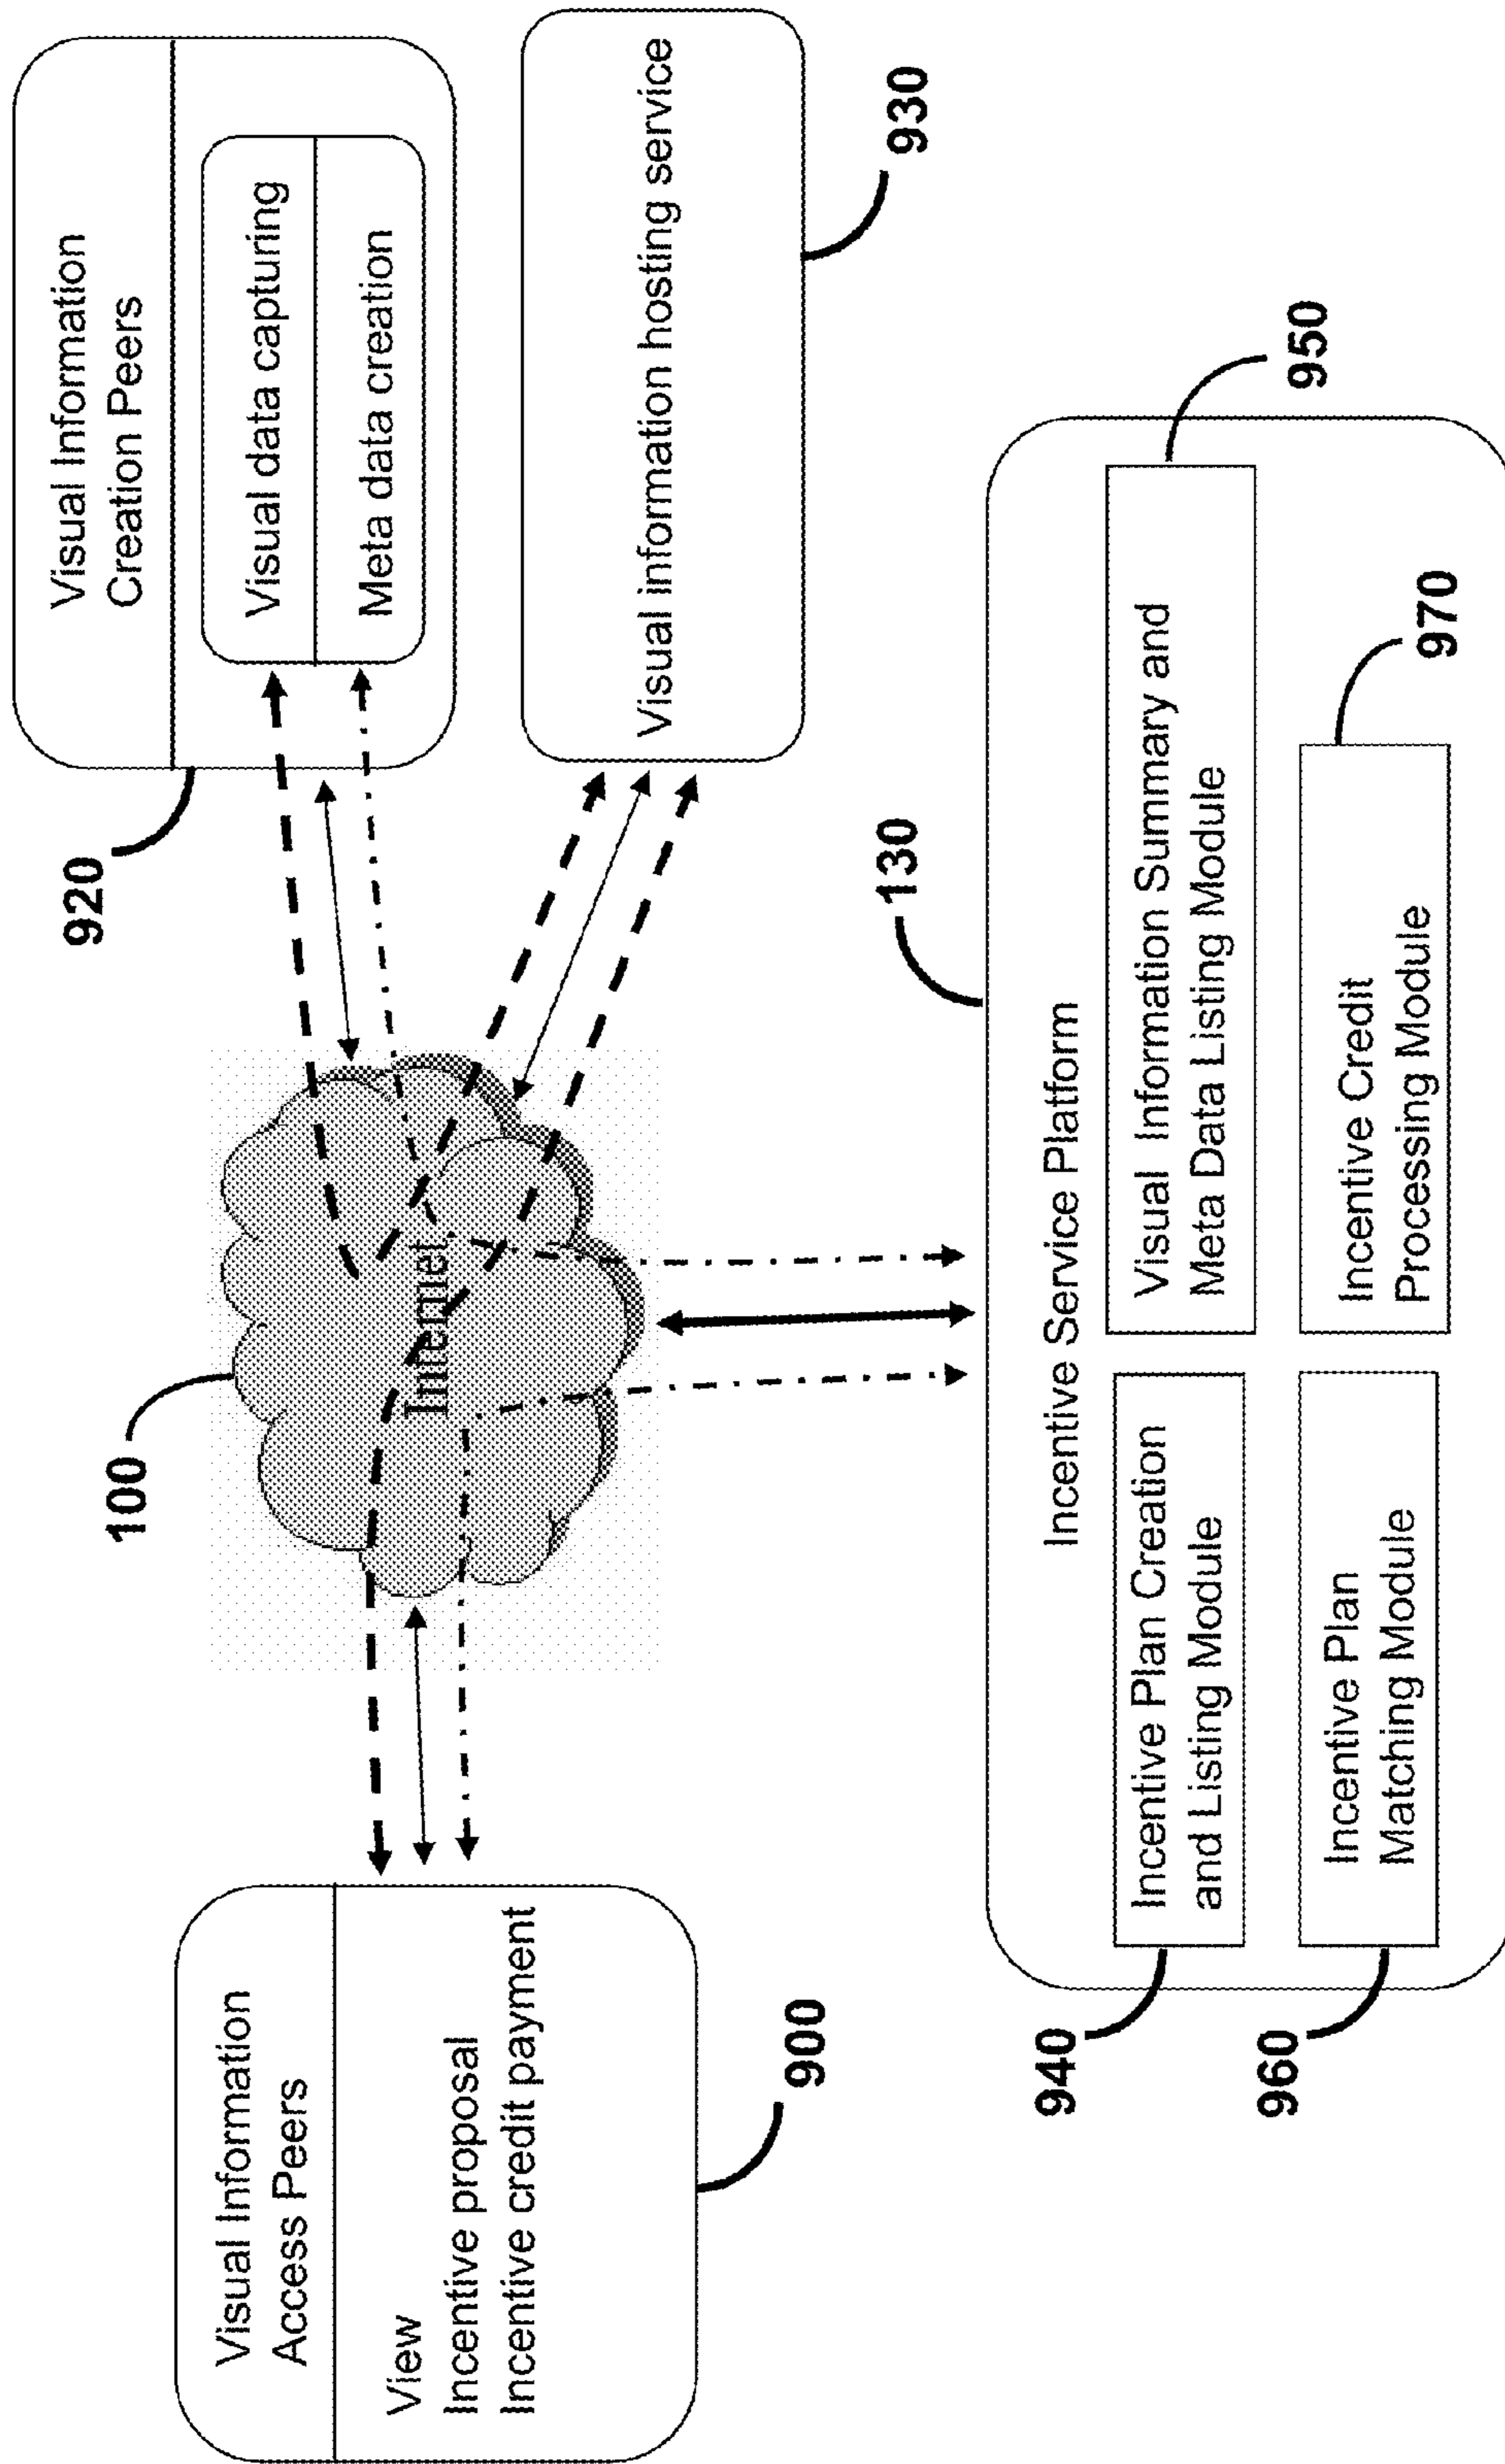 Visual Information
Access Peers
View
Incentive proposal
Incentive credit payment
900
100
Internet
Visual Information
Creation Peers
Visual data capturing
Meta data creation
920
Visual information hosting service
930
130
Incentive Service Platform
Incentive Plan Creation
and Listing Module
940
Visual Information Summary and
Meta Data Listing Module
950
Incentive Plan
Matching Module
960
Incentive Credit
Processing Module
970